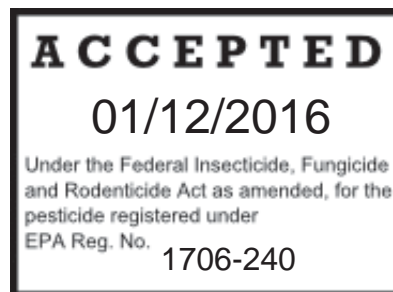 ACCEPTED
01/12/2016
Under the Federal Insecticide, Fungicide
and Rodenticide Act as amended, for the
pesticide registered under
EPA Reg. No. 1706-240